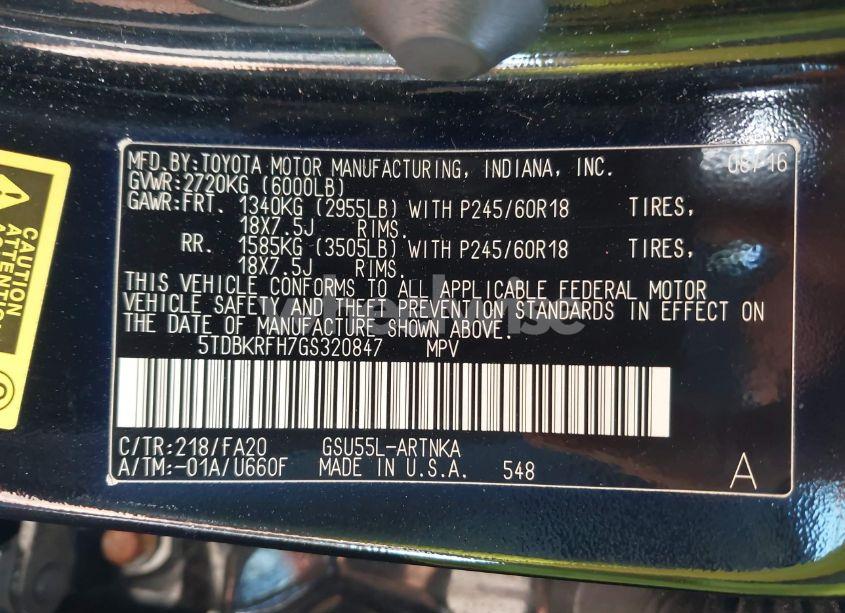 MFD.BY:TOYOTA MOTOR MANUFACTURING, INDIANA, INC. 08/16
GVWR:2720KG (6000LB)
GAWR:FRT. 1340KG (2955LB) WITH P245/60R18 TIRES,
18X7.5J RIMS.
RR. 1585KG (3505LB) WITH P245/60R18 TIRES,
18X7.5J RIMS.
THIS VEHICLE CONFORMS TO ALL APPLICABLE FEDERAL MOTOR
VEHICLE SAFETY AND THEFT PREVENTION STANDARDS IN EFFECT ON
THE DATE OF MANUFACTURE SHOWN ABOVE.
5TDBKRFH7GS320847 MPV
C/TR:218/FA20 GSU55L-ARTNKA
A/TM:-01A/U660F MADE IN U.S.A. 548 A
CAUTION